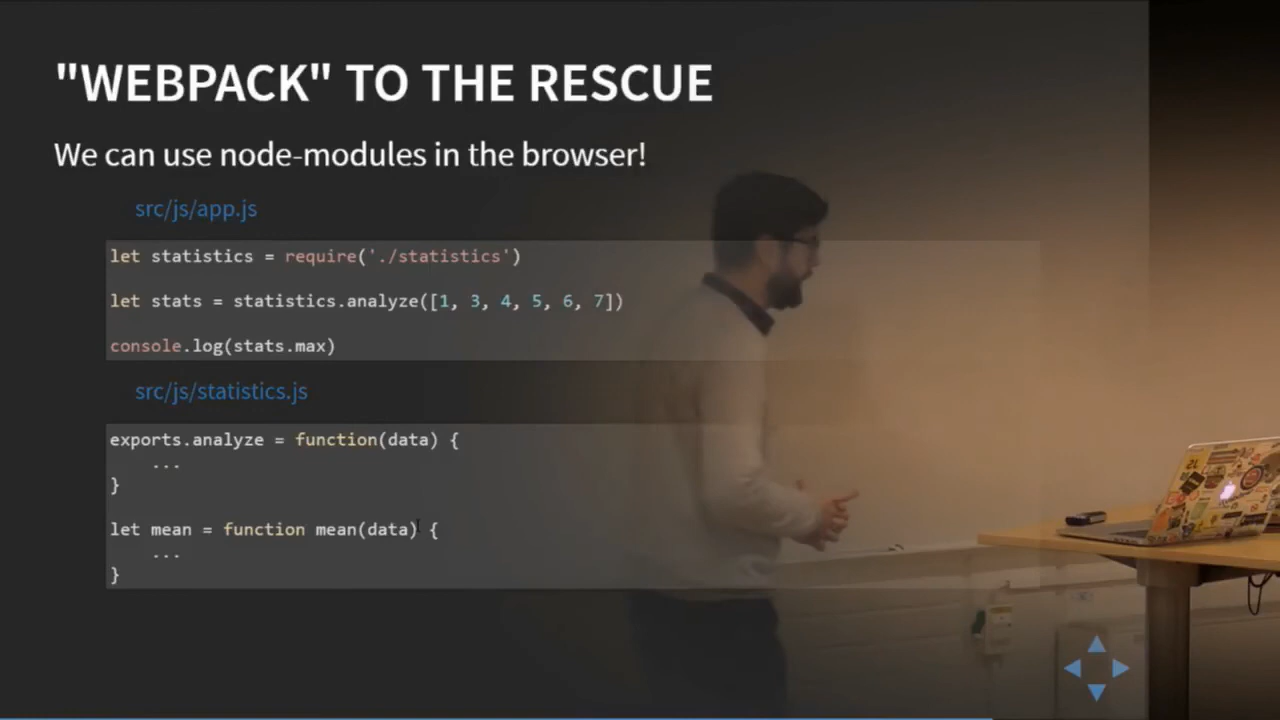 "WEBPACK" TO THE RESCUE
We can use node-modules in the browser!
src/js/app.js
let statistics = require('./statistics')
let stats = statistics.analyze([1, 3, 4, 5, 6, 7])
console.log(stats.max)
src/js/statistics.js
exports.analyze = function(data) {
    ...
}
let mean = function mean(data) {
    ...
}